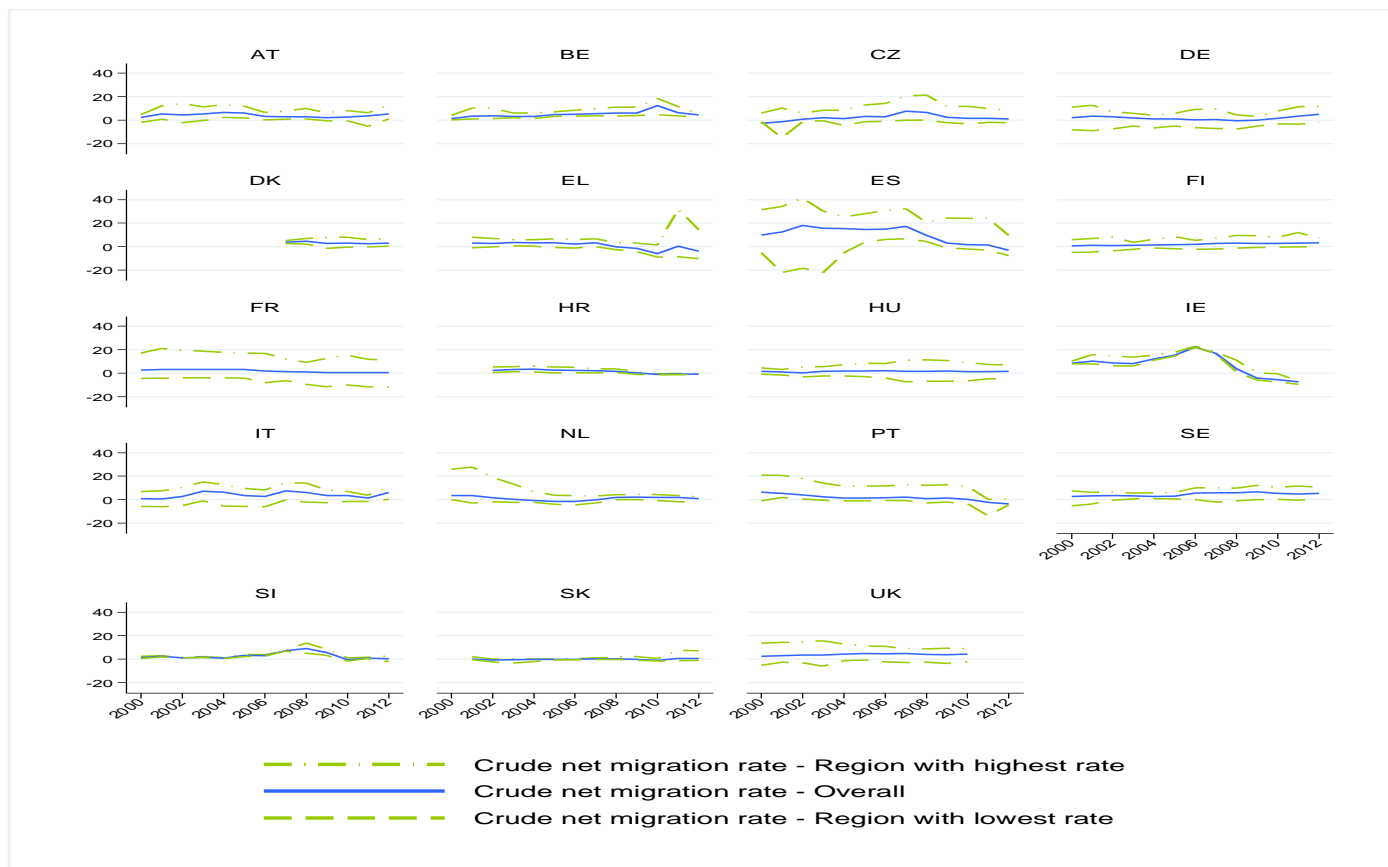 AT BE CZ DE
40
20
0
-20
DK EL ES FI
40
20
0
-20
FR HR HU IE
40
20
0
-20
IT NL PT SE
40
20
0
-20
2000 2002 2004 2006 2008 2010 2012
SI SK UK
40
20
0
-20
2000 2002 2004 2006 2008 2010 2012 2000 2002 2004 2006 2008 2010 2012 2000 2002 2004 2006 2008 2010 2012
Crude net migration rate - Region with highest rate
Crude net migration rate - Overall
Crude net migration rate - Region with lowest rate